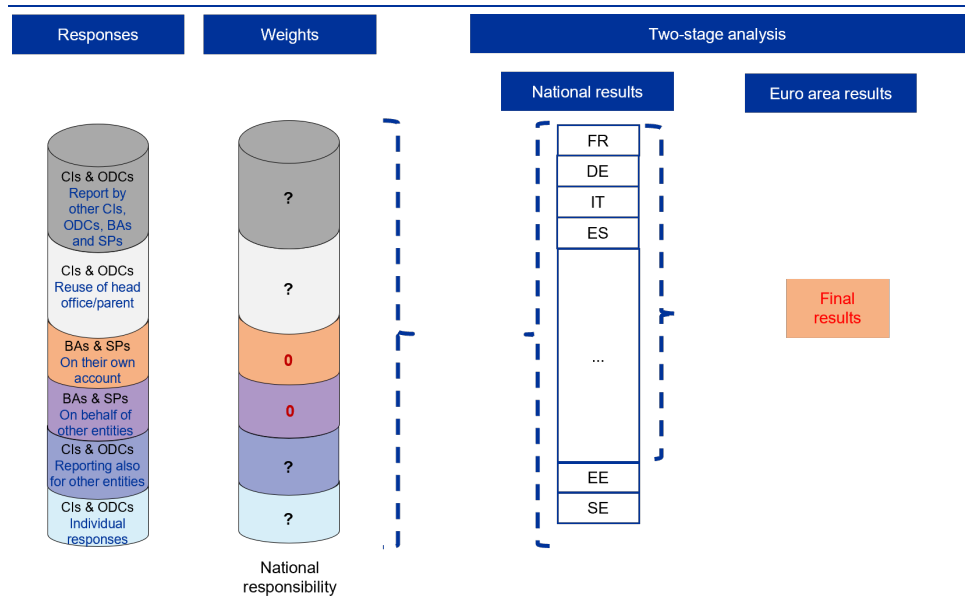 Responses
Weights
Two-stage analysis
National results
Euro area results
CIs & ODCs
Report by
other CIs,
ODCs, BAs
and SPs
CIs & ODCs
Reuse of head
office/parent
BAs & SPs
On their own
account
BAs & SPs
On behalf of
other entities
CIs & ODCs
Reporting also
for other entities
CIs & ODCs
Individual
responses
?
?
0
0
?
?
National
responsibility
FR
DE
IT
ES
...
EE
SE
Final
results